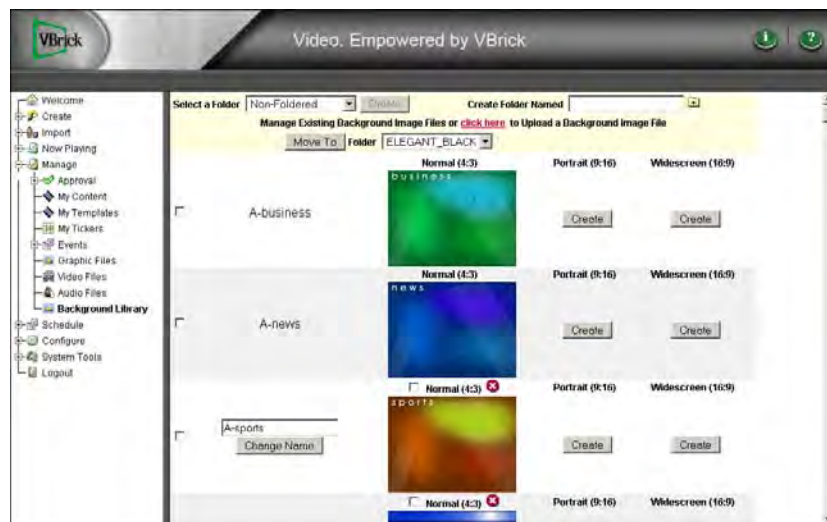 VBrick
Video. Empowered by VBrick
Welcome
Create
Import
Now Playing
Manage
Approval
My Content
My Templates
My Tickers
Events
Graphic Files
Video Files
Audio Files
Background Library
Schedule
Configure
System Tools
Logout
Select a Folder Non-Foldered Create Folder Named
Manage Existing Background Image Files or click here to Upload a Background Image File
Move To Folder ELEGANT_BLACK
Normal (4:3) Portrait (9:16) Widescreen (16:9)
business
A-business Create Create
Normal (4:3) Portrait (9:16) Widescreen (16:9)
news
A-news Create Create
Normal (4:3) Portrait (9:16) Widescreen (16:9)
sports
A-sports
Change Name Create Create
Normal (4:3) Portrait (9:16) Widescreen (16:9)